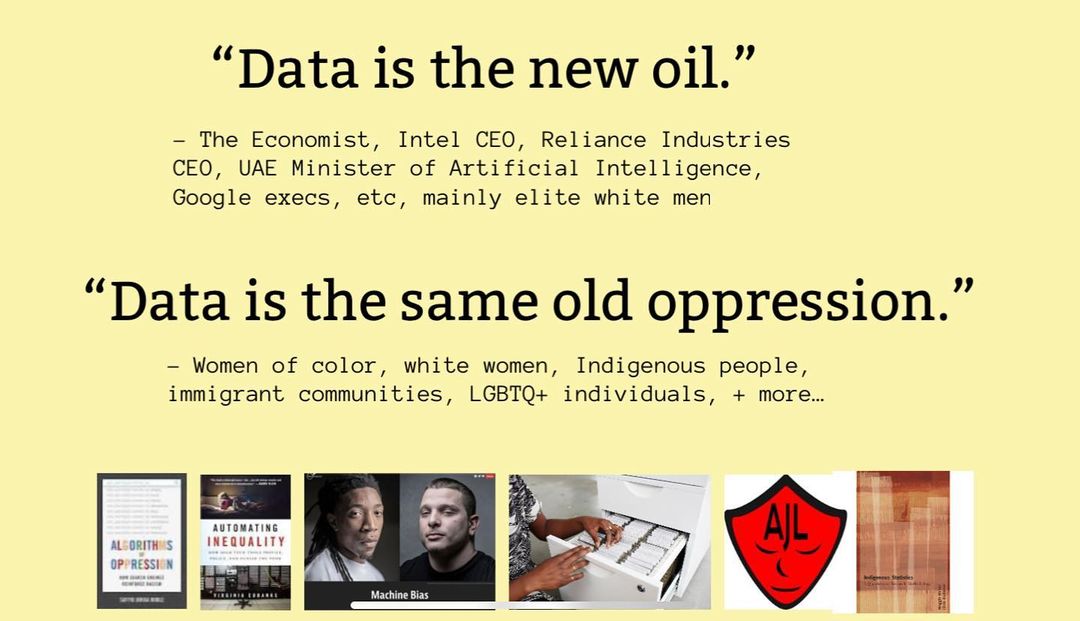 “Data is the new oil.”
– The Economist, Intel CEO, Reliance Industries
CEO, UAE Minister of Artificial Intelligence,
Google execs, etc, mainly elite white men
“Data is the same old oppression.”
– Women of color, white women, Indigenous people,
immigrant communities, LGBTQ+ individuals, + more…
ALGORITHMS
OF
OPPRESSION
HOW SEARCH ENGINES
REINFORCE RACISM
SAFIYA UMOJA NOBLE
AUTOMATING
INEQUALITY
HOW HIGH-TECH TOOLS PROFILE,
POLICE, AND PUNISH THE POOR
VIRGINIA EUBANKS
Machine Bias
AJL
Indigenous Statistics